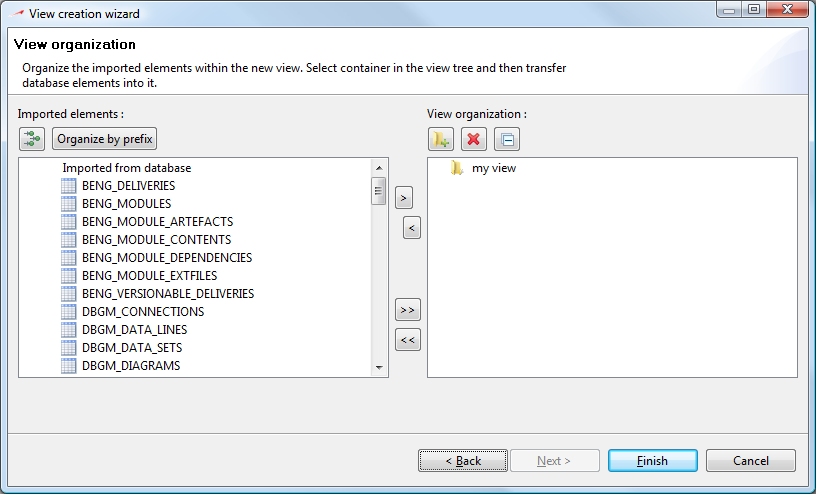 View creation wizard
View organization
Organize the imported elements within the new view. Select container in the view tree and then transfer
database elements into it.
Imported elements :
View organization :
Organize by prefix
Imported from database
BENG_DELIVERIES
BENG_MODULES
BENG_MODULE_ARTEFACTS
BENG_MODULE_CONTENTS
BENG_MODULE_DEPENDENCIES
BENG_MODULE_EXTFILES
BENG_VERSIONABLE_DELIVERIES
DBGM_CONNECTIONS
DBGM_DATA_LINES
DBGM_DATA_SETS
DBGM_DIAGRAMS
>
<
>>
<<
my view
< Back
Next >
Finish
Cancel